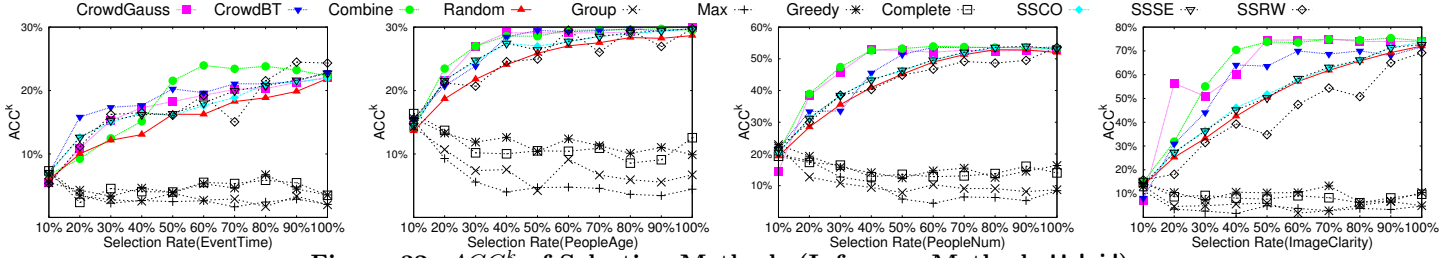 CrowdGauss CrowdBT Combine Random Group Max Greedy Complete SSCO SSSE SSRW
30%
20%
10%
ACC^k
10% 20% 30% 40% 50% 60% 70% 80% 90% 100%
Selection Rate(EventTime)
30%
20%
10%
ACC^k
10% 20% 30% 40% 50% 60% 70% 80% 90% 100%
Selection Rate(PeopleAge)
60%
50%
40%
30%
20%
10%
ACC^k
10% 20% 30% 40% 50% 60% 70% 80% 90% 100%
Selection Rate(PeopleNum)
80%
70%
60%
50%
40%
30%
20%
10%
ACC^k
10% 20% 30% 40% 50% 60% 70% 80% 90% 100%
Selection Rate(ImageClarity)